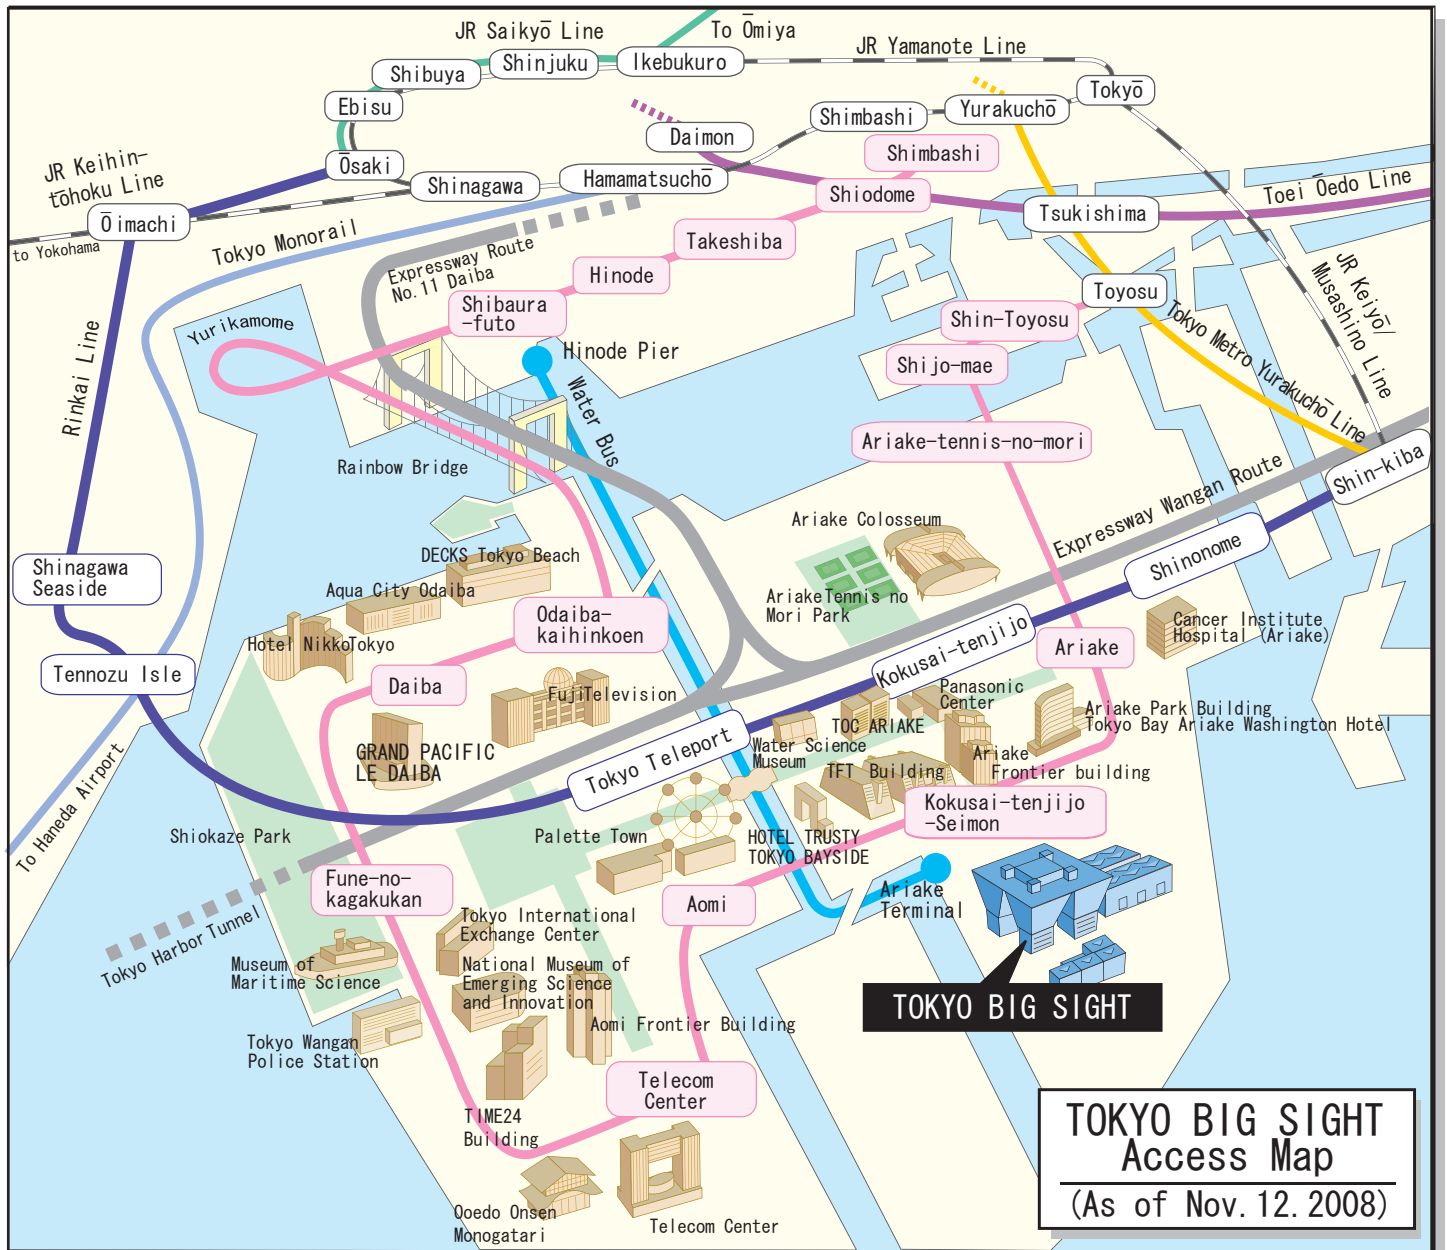 JR Saikyō Line
To Ōmiya
JR Yamanote Line
Shibuya
Shinjuku
Ikebukuro
Tokyō
Ebisu
Yurakuchō
Shimbashi
Daimon
Shimbashi
JR Keihin-
tōhoku Line
Ōsaki
Shinagawa
Hamamatsuchō
Shiodome
Toei Ōedo Line
Ōimachi
Tsukishima
to Yokohama
Tokyo Monorail
Takeshiba
Expressway Route
No.11 Daiba
Hinode
Toyosu
JR Keiyō/
Musashino Line
Shibaura
-futo
Shin-Toyosu
Yurikamome
Rinkai Line
Hinode Pier
Shijo-mae
Tokyo Metro Yurakuchō Line
Water Bus
Ariake-tennis-no-mori
Rainbow Bridge
Shin-kiba
Expressway Wangan Route
Ariake Colosseum
DECKS Tokyo Beach
Shinonome
Shinagawa
Seaside
Aqua City Odaiba
Ariake Tennis no
Mori Park
Odaiba-
kaihinkoen
Cancer Institute
Hospital (Ariake)
Hotel NikkoTokyo
Kokusai-tenjijo
Ariake
Tennozu Isle
Daiba
FujiTelevision
Panasonic
Center
Ariake Park Building
Tokyo Bay Ariake Washington Hotel
TOC ARIAKE
GRAND PACIFIC
LE DAIBA
Tokyo Teleport
Water Science
Museum
Ariake
Frontier building
TFT Building
To Haneda Airport
Kokusai-tenjijo
-Seimon
Shiokaze Park
Palette Town
HOTEL TRUSTY
TOKYO BAYSIDE
Fune-no-
kagakukan
Aomi
Ariake
Terminal
Tokyo Harbor Tunnel
Tokyo International
Exchange Center
Museum of
Maritime Science
National Museum of
Emerging Science
and Innovation
TOKYO BIG SIGHT
Aomi Frontier Building
Tokyo Wangan
Police Station
Telecom
Center
TIME24
Building
TOKYO BIG SIGHT
Access Map
(As of Nov.12.2008)
Ooedo Onsen
Monogatari
Telecom Center